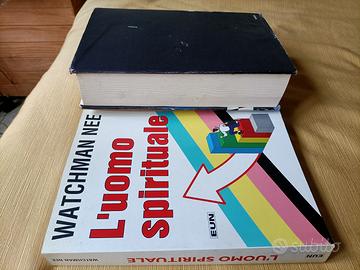 WATCHMAN NEE
L'uomo
spirituale
EUN
EUN
L'UOMO SPIRITUALE
WATCHMAN NEE
subito